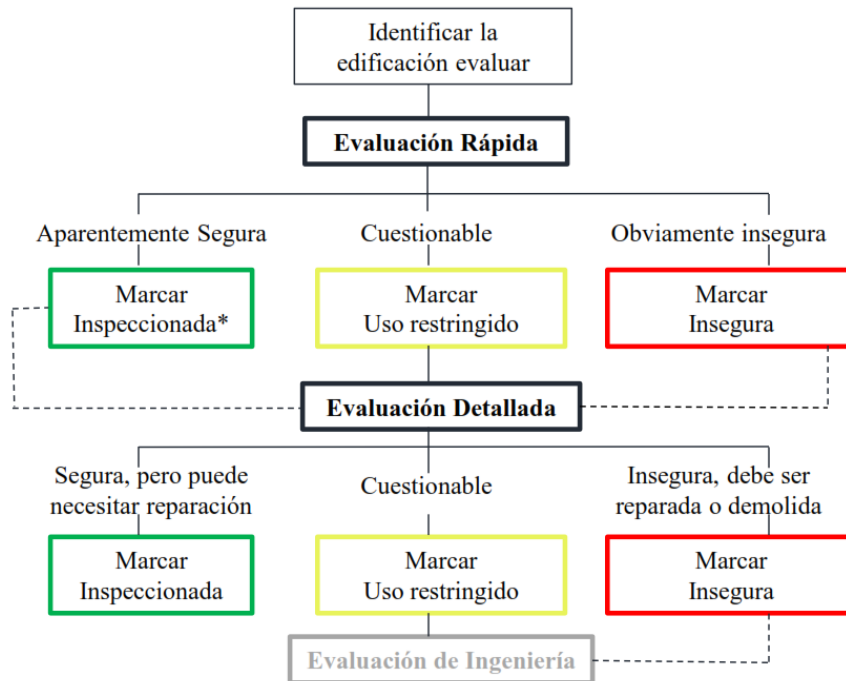 Identificar la
edificación evaluar
Evaluación Rápida
Aparentemente Segura
Cuestionable
Obviamente insegura
Marcar
Inspeccionada*
Marcar
Uso restringido
Marcar
Insegura
Evaluación Detallada
Segura, pero puede
necesitar reparación
Cuestionable
Insegura, debe ser
reparada o demolida
Marcar
Inspeccionada
Marcar
Uso restringido
Marcar
Insegura
Evaluación de Ingeniería